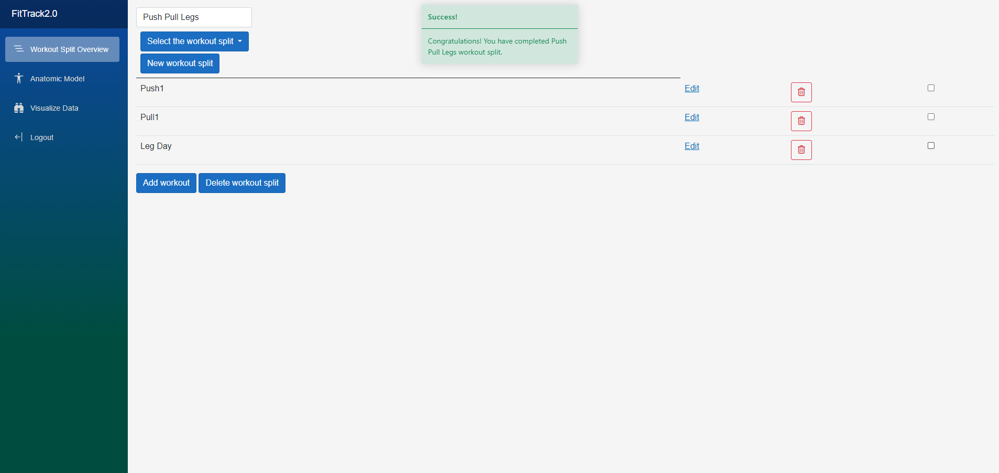 FitTrack2.0
Workout Split Overview
Anatomic Model
Visualize Data
Logout
Push Pull Legs
Select the workout split
New workout split
Success!
Congratulations! You have completed Push
Pull Legs workout split.
Push1 Edit
Pull1 Edit
Leg Day Edit
Add workout Delete workout split